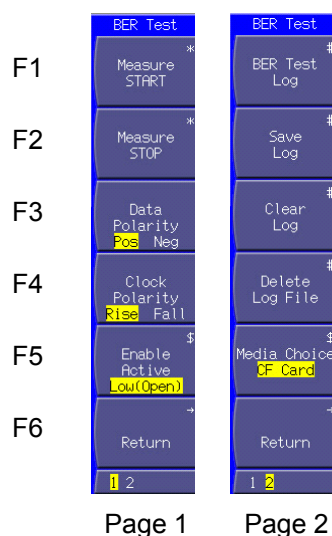 BER Test
BER Test
F1
*
Measure
START
#
BER Test
Log
F2
*
Measure
STOP
#
Save
Log
F3
Data
Polarity
Pos Neg
#
Clear
Log
F4
Clock
Polarity
Rise Fall
#
Delete
Log File
F5
$
Enable
Active
Low(Open)
$
Media Choice
CF Card
F6
→
Return
→
Return
1 2
1 2
Page 1
Page 2